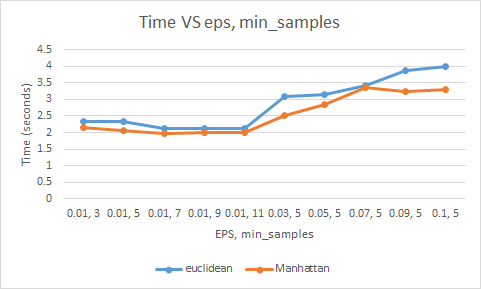 Time VS eps, min_samples
4.5
4
3.5
3
2.5
2
1.5
1
0.5
0
Time (seconds)
0.01, 3 0.01, 5 0.01, 7 0.01, 9 0.01, 11 0.03, 5 0.05, 5 0.07, 5 0.09, 5 0.1, 5
EPS, min_samples
euclidean Manhattan